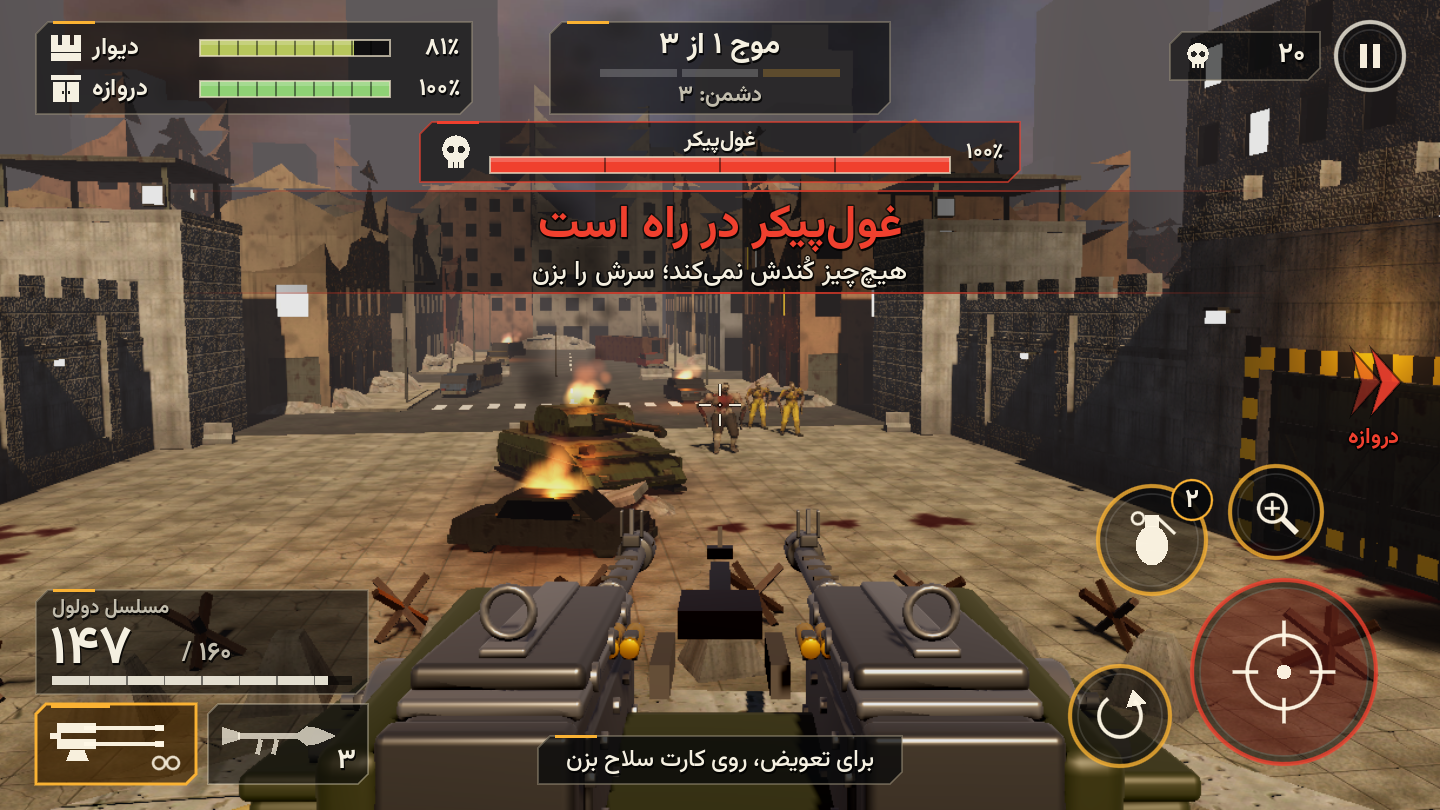 دیوار ۸۱٪
دروازه ۱۰۰٪
موج ۱ از ۳
دشمن: ۳
۲۰
غول‌پیکر ۱۰۰٪
غول‌پیکر در راه است
هیچ‌چیز کُندش نمی‌کند؛ سرش را بزن
دروازه
۲
مسلسل دولول
۱۴۷ / ۱۶۰
∞
۳
برای تعویض، روی کارت سلاح بزن